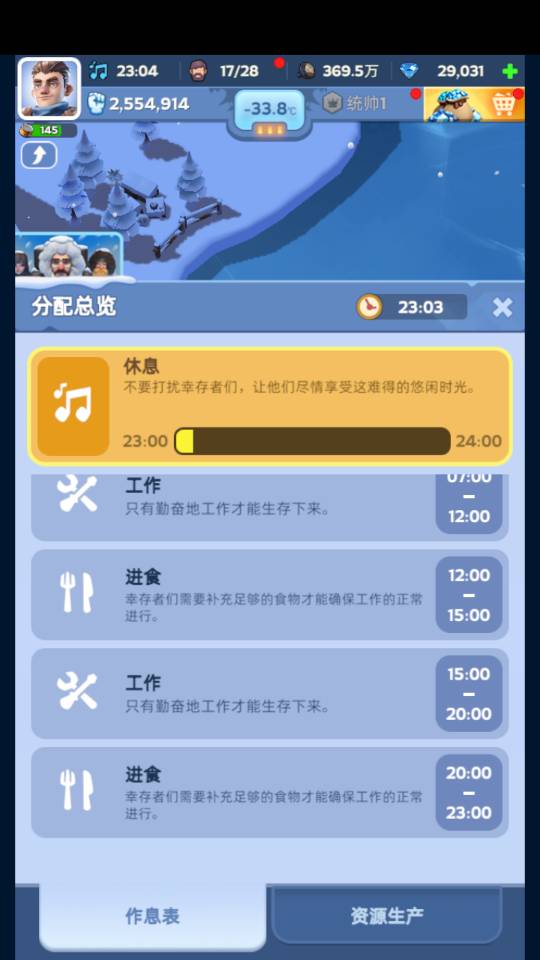 23:04
17/28
369.5万
29,031
2,554,914
-33.8℃
统帅1
145
分配总览
23:03
休息
不要打扰幸存者们，让他们尽情享受这难得的悠闲时光。
23:00
24:00
工作
只有勤奋地工作才能生存下来。
07:00
12:00
进食
幸存者们需要补充足够的食物才能确保工作的正常
进行。
12:00
15:00
工作
只有勤奋地工作才能生存下来。
15:00
20:00
进食
幸存者们需要补充足够的食物才能确保工作的正常
进行。
20:00
23:00
作息表
资源生产